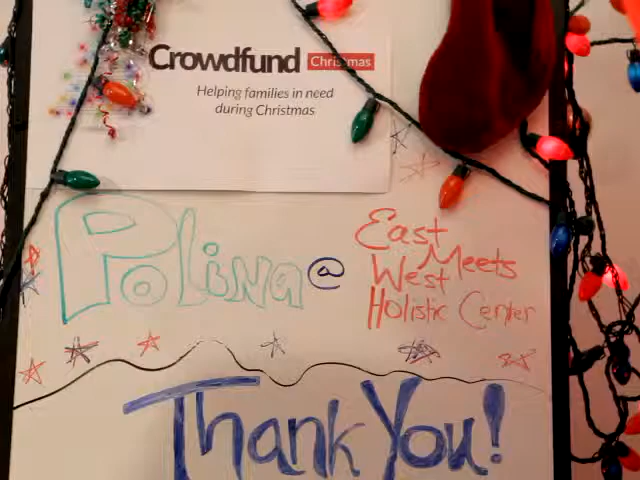 Crowdfund Christmas
Helping families in need
during Christmas
Polina @
East
Meets
West
Holistic Center
Thank You!